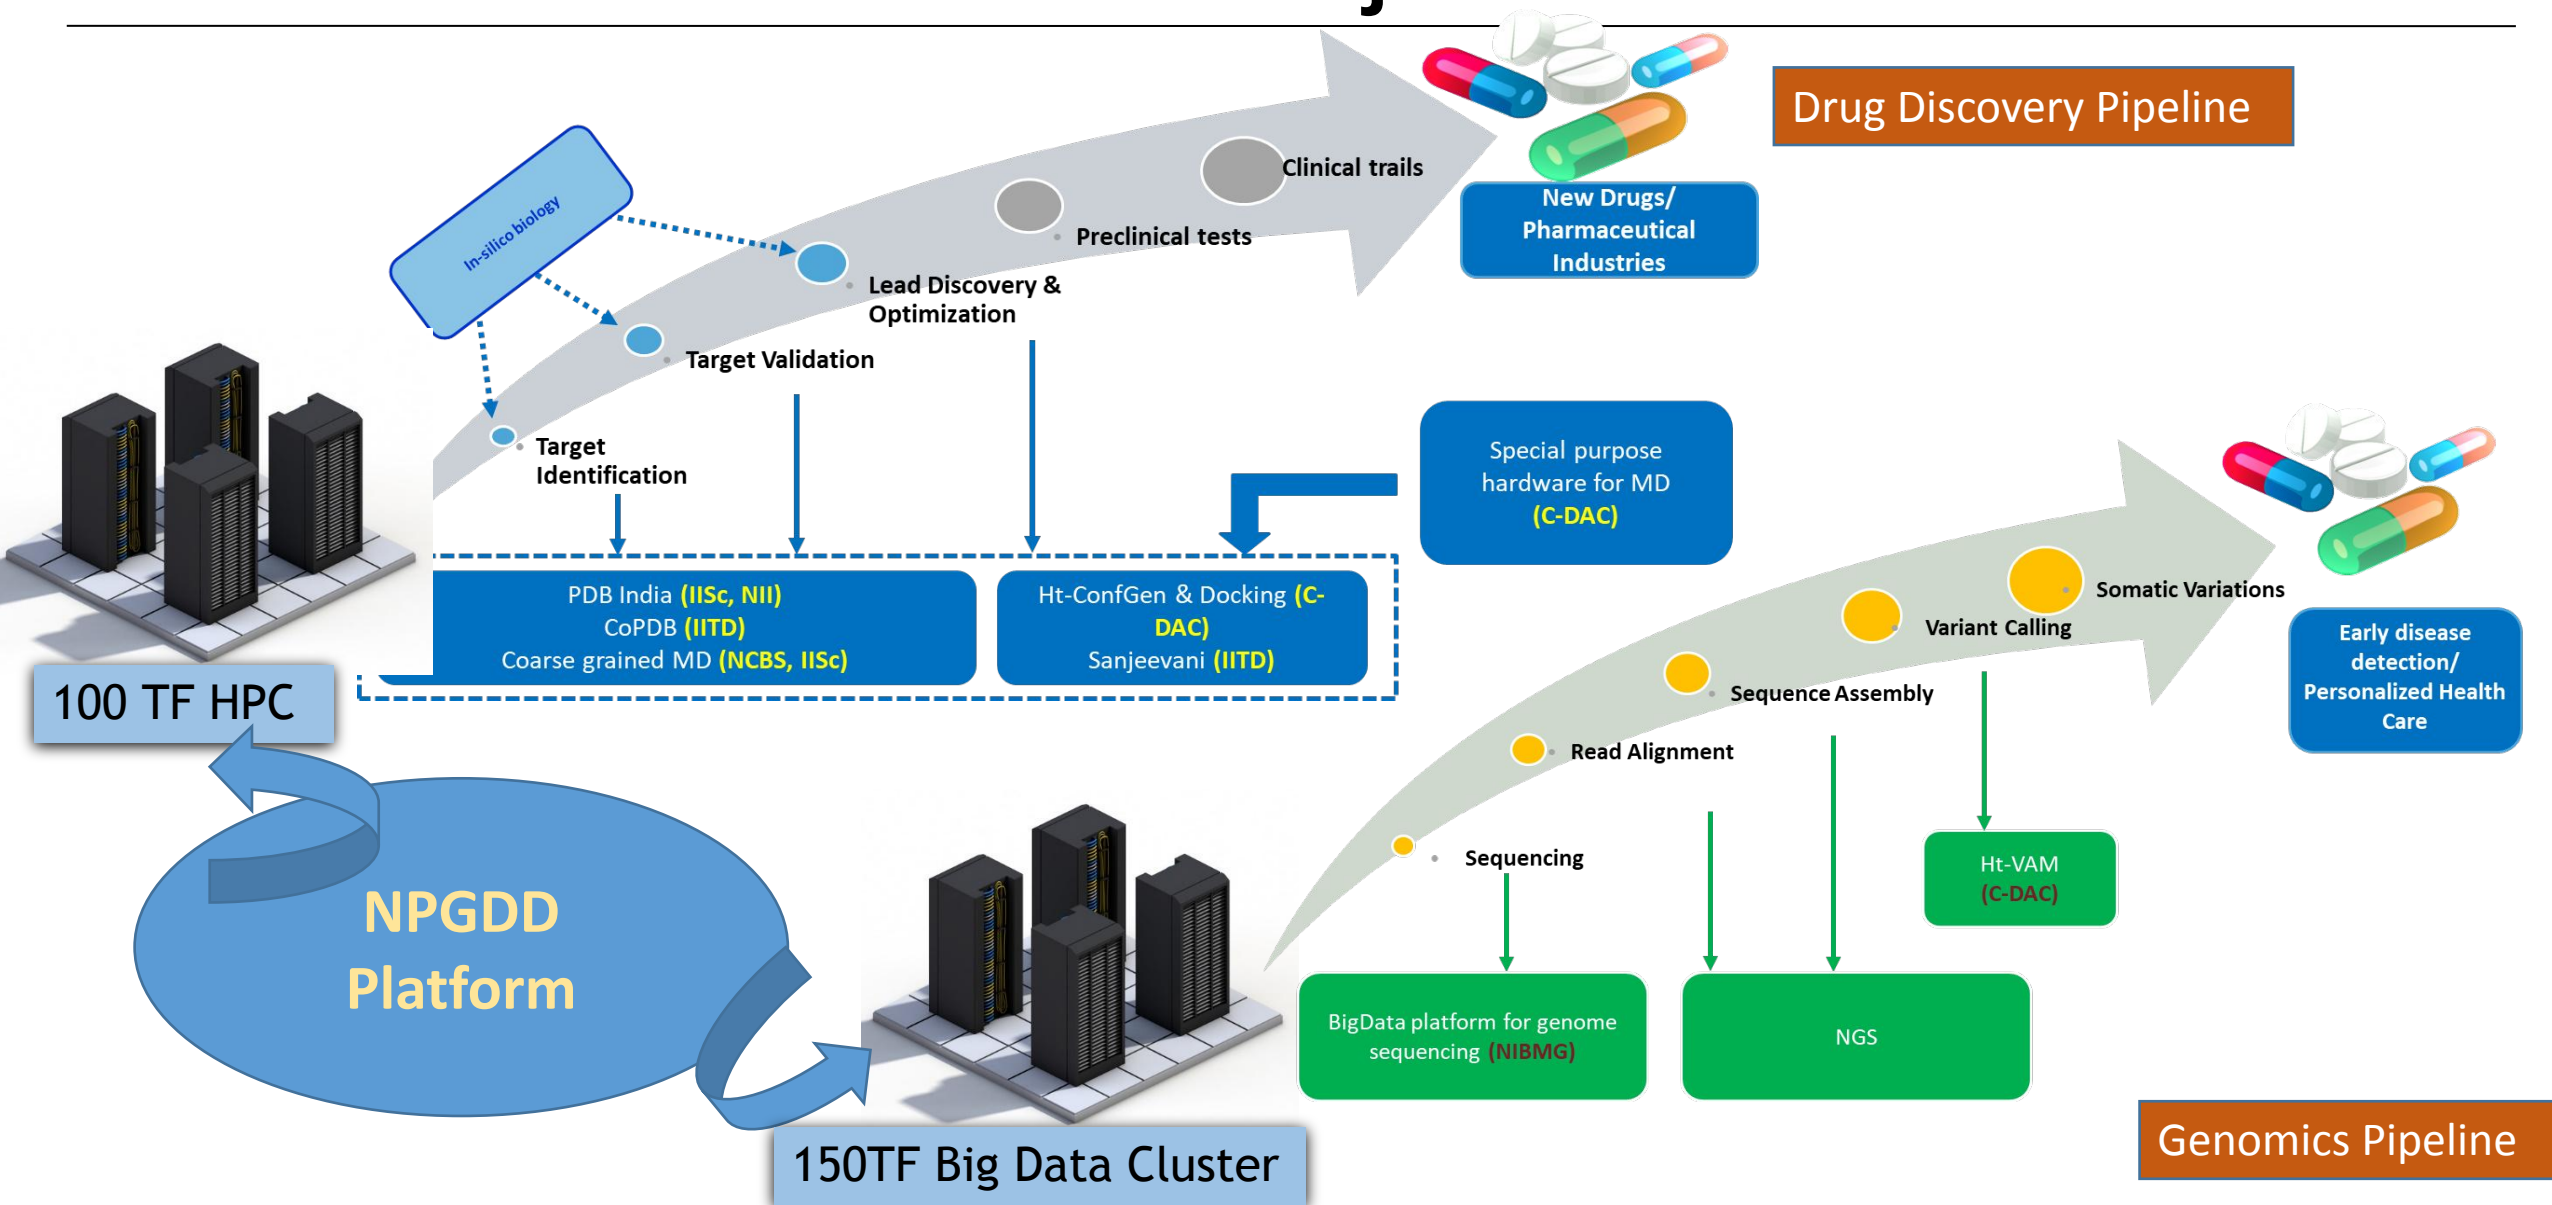 Drug Discovery Pipeline
New Drugs/
Pharmaceutical
Industries
Clinical trails
Preclinical tests
In-silico biology
Lead Discovery &
Optimization
Target Validation
Target
Identification
Special purpose
hardware for MD
(C-DAC)
PDB India (IISc, NII)
CoPDB (IITD)
Coarse grained MD (NCBS, IISc)
Ht-ConfGen & Docking (C-
DAC)
Sanjeevani (IITD)
100 TF HPC
NPGDD
Platform
150TF Big Data Cluster
Somatic Variations
Variant Calling
Sequence Assembly
Read Alignment
Sequencing
Early disease
detection/
Personalized Health
Care
Ht-VAM
(C-DAC)
BigData platform for genome
sequencing (NIBMG)
NGS
Genomics Pipeline